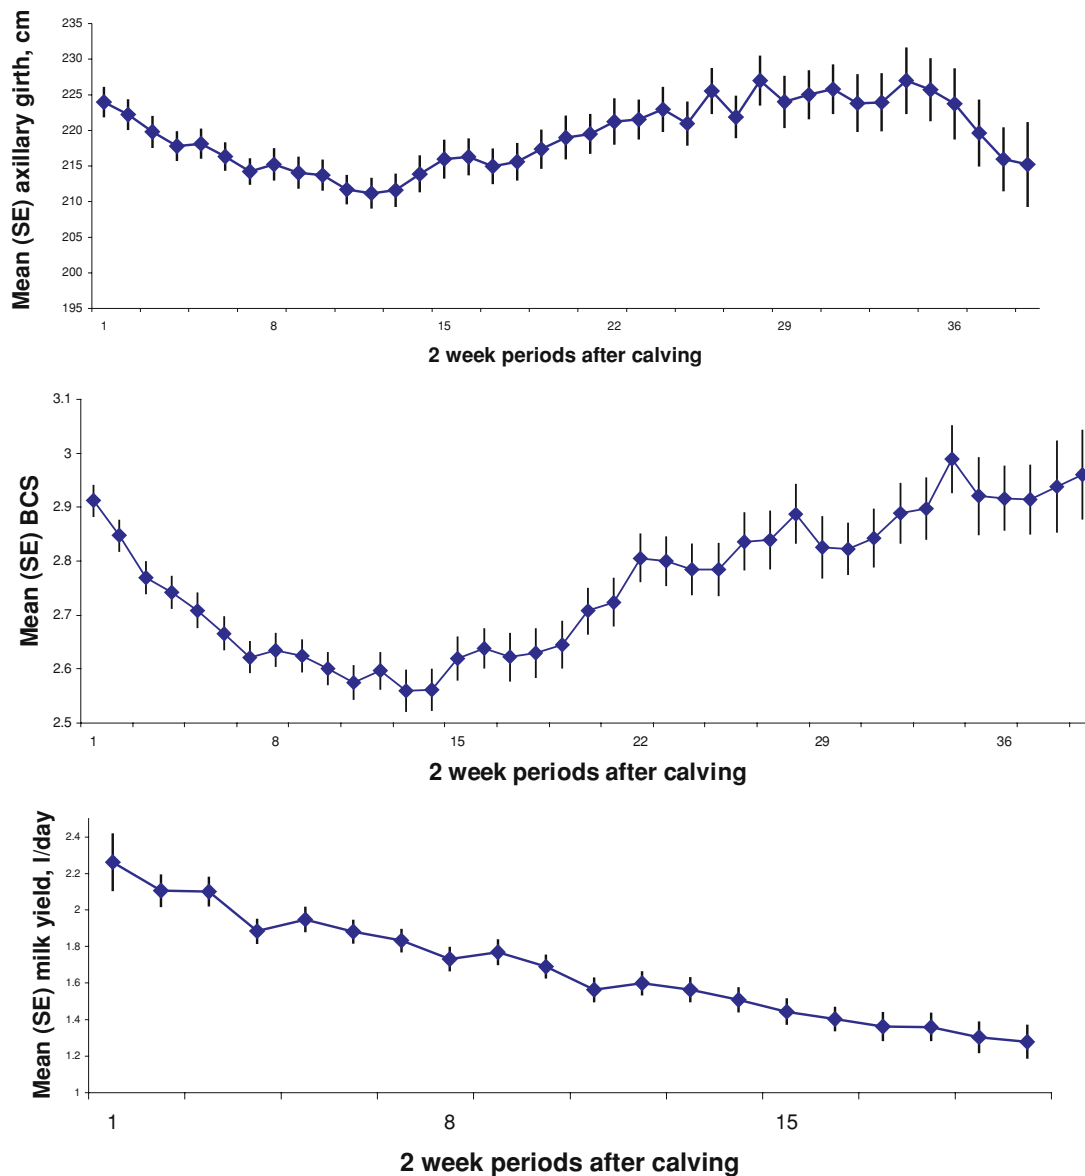 Mean (SE) axillary girth, cm
235
230
225
220
215
210
205
200
195
1 8 15 22 29 36
2 week periods after calving
Mean (SE) BCS
3.1
3
2.9
2.8
2.7
2.6
2.5
1 8 15 22 29 36
2 week periods after calving
Mean (SE) milk yield, l/day
2.4
2.2
2
1.8
1.6
1.4
1.2
1
1 8 15
2 week periods after calving